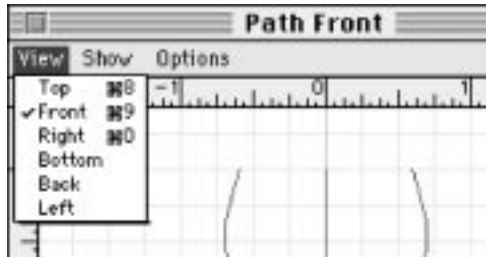 Path Front
View Show Options
Top ⌘8
✓Front ⌘9
Right ⌘0
Bottom
Back
Left
-1 0 1